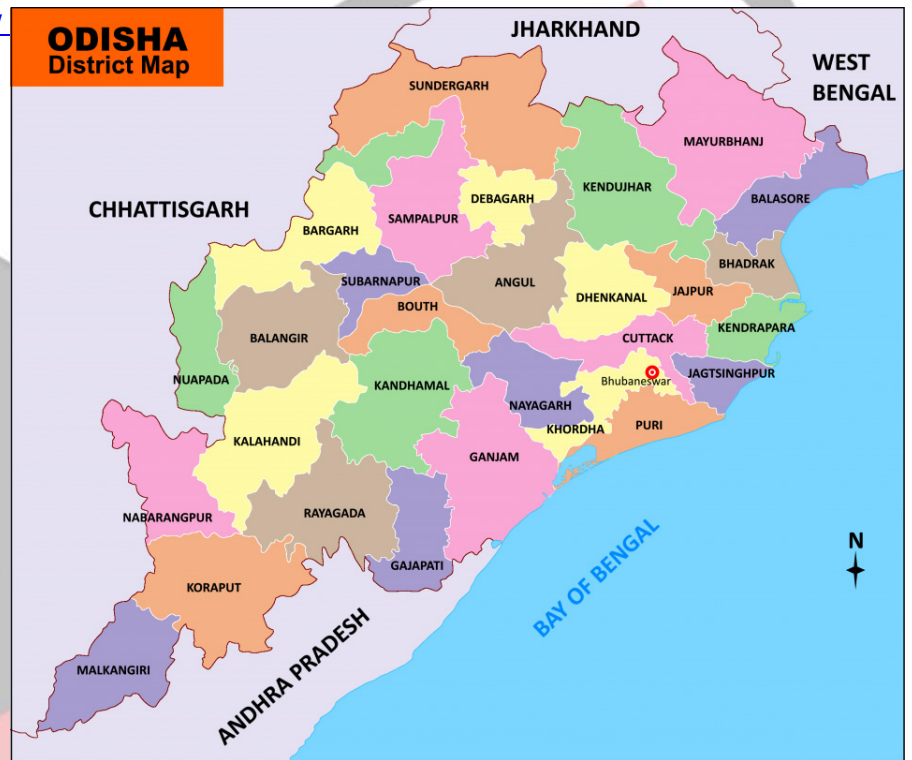 ODISHA
District Map
JHARKHAND
WEST
BENGAL
CHHATTISGARH
SUNDERGARH
MAYURBHANJ
KENDUJHAR
DEBAGARH
BALASORE
SAMPALPUR
BARGARH
BHADRAK
SUBARNAPUR
ANGUL
DHENKANAL
JAJPUR
BOUTH
KENDRAPARA
BALANGIR
CUTTACK
JAGTSINGHPUR
NUAPADA
KANDHAMAL
Bhubaneswar
NAYAGARH
PURI
KHORDHA
KALAHANDI
GANJAM
NABARANGPUR
RAYAGADA
GAJAPATI
KORAPUT
MALKANGIRI
BAY OF BENGAL
ANDHRA PRADESH
N